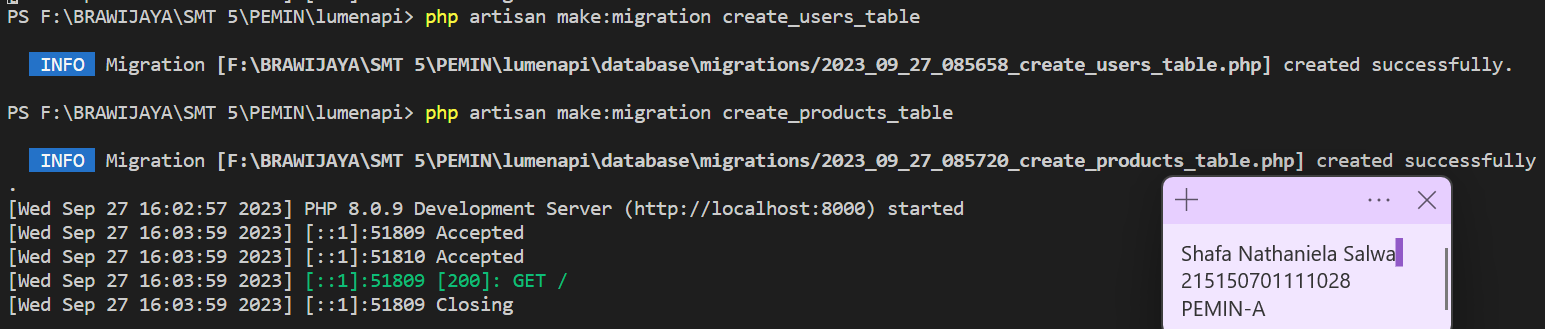 PS F:\BRAWIJAYA\SMT 5\PEMIN\lumenapi> php artisan make:migration create_users_table
INFO Migration [F:\BRAWIJAYA\SMT 5\PEMIN\lumenapi\database\migrations/2023_09_27_085658_create_users_table.php] created successfully.
PS F:\BRAWIJAYA\SMT 5\PEMIN\lumenapi> php artisan make:migration create_products_table
INFO Migration [F:\BRAWIJAYA\SMT 5\PEMIN\lumenapi\database\migrations/2023_09_27_085720_create_products_table.php] created successfully
.
[Wed Sep 27 16:02:57 2023] PHP 8.0.9 Development Server (http://localhost:8000) started
[Wed Sep 27 16:03:59 2023] [::1]:51809 Accepted
[Wed Sep 27 16:03:59 2023] [::1]:51810 Accepted
[Wed Sep 27 16:03:59 2023] [::1]:51809 [200]: GET /
[Wed Sep 27 16:03:59 2023] [::1]:51809 Closing
Shafa Nathaniela Salwa
215150701111028
PEMIN-A